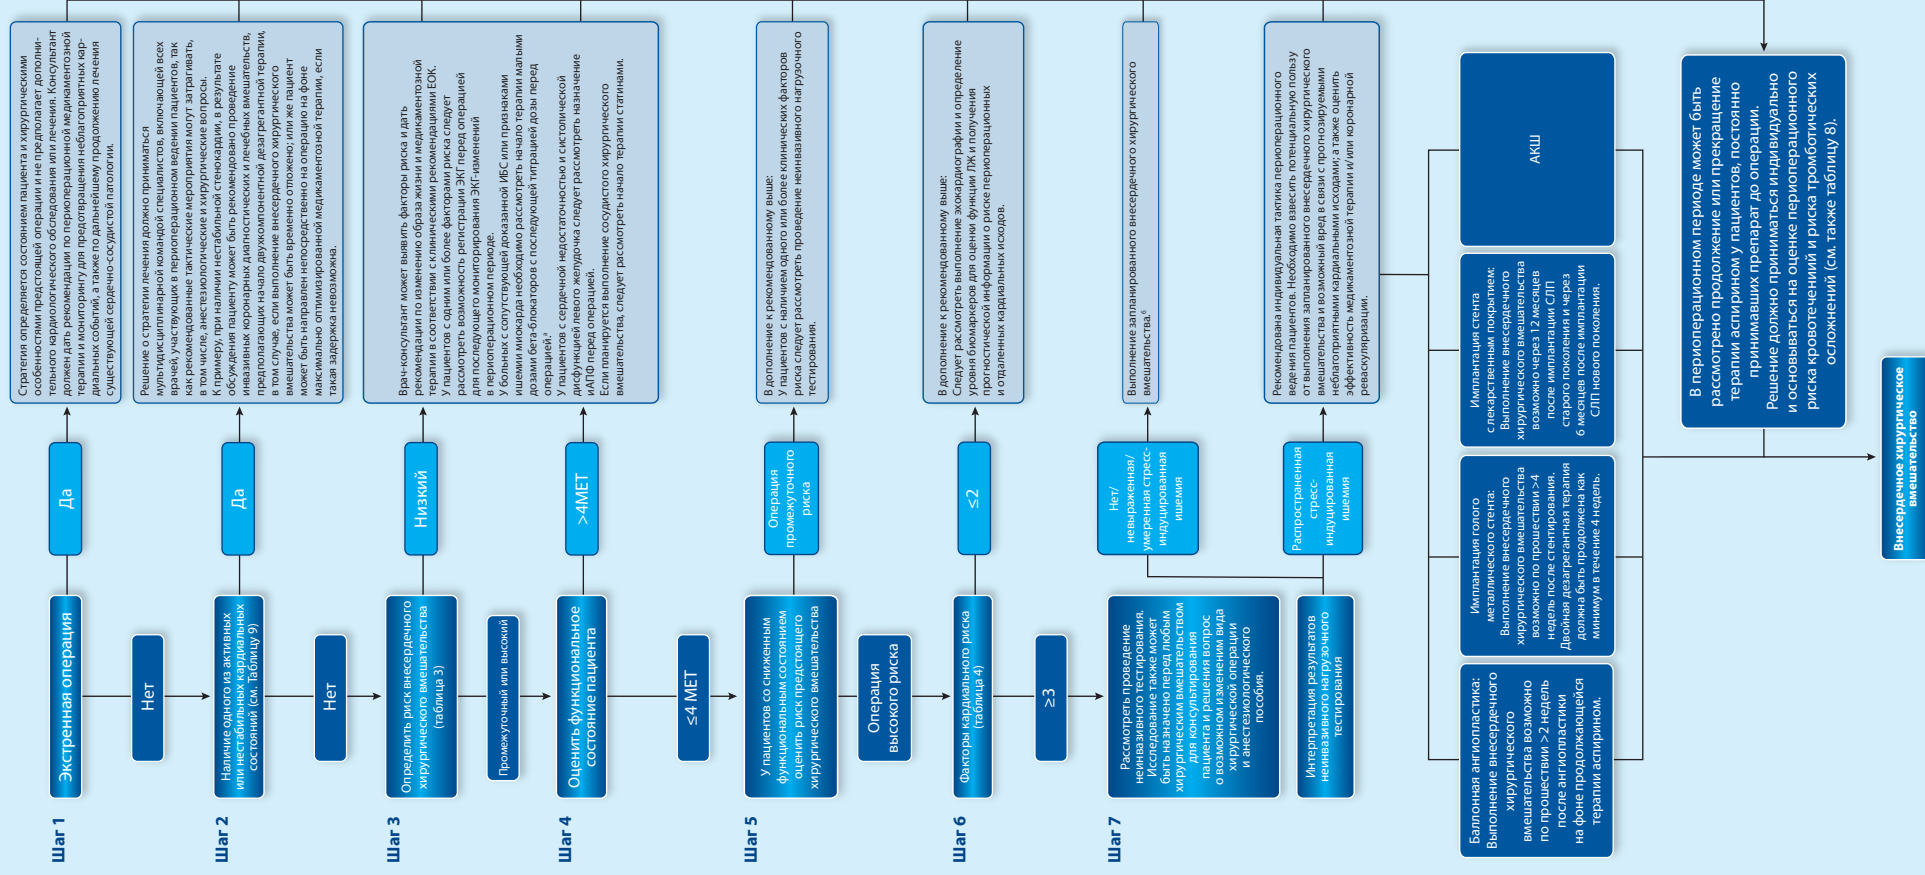 Шаг 1
Экстренная операция
Да
Стратегия определяется состоянием пациента и хирургическими
особенностями предстоящей операции и не предполагает дополни-
тельного кардиологического обследования или лечения. Консультант
должен дать рекомендации по периоперационной медикаментозной
терапии и мониторингу для предотвращения неблагоприятных кар-
диальных событий, а также по дальнейшему продолжению лечения
существующей сердечно-сосудистой патологии.
Нет
Шаг 2
Наличие одного из активных
или нестабильных кардиальных
состояний (см. Таблицу 9)
Да
Решение о стратегии лечения должно приниматься
мультидисциплинарной командой специалистов, включающей всех
врачей, участвующих в периоперационном ведении пациентов, так
как рекомендованные тактические мероприятия могут затрагивать,
в том числе, анестезиологические и хирургические вопросы.
К примеру, при наличии нестабильной стенокардии, в результате
обсуждения пациенту может быть рекомендовано проведение
инвазивных коронарных диагностических и лечебных вмешательств,
предполагающих начало двухкомпонентной дезагрегантной терапии,
в том случае, если выполнение внесердечного хирургического
вмешательства может быть временно отложено; или же пациент
может быть направлен непосредственно на операцию на фоне
максимально оптимизированной медикаментозной терапии, если
такая задержка невозможна.
Нет
Шаг 3
Определить риск внесердечного
хирургического вмешательства
(таблица 3)
Низкий
Врач-консультант может выявить факторы риска и дать
рекомендации по изменению образа жизни и медикаментозной
терапии в соответствии с клиническими рекомендациями ЕОК.
У пациентов с одним или более факторами риска следует
рассмотреть возможность регистрации ЭКГ перед операцией
для последующего мониторирования ЭКГ-изменений
в периоперационном периоде.
У больных с сопутствующей доказанной ИБС или признаками
ишемии миокарда необходимо рассмотреть начало терапии малыми
дозами бета-блокаторов с последующей титрацией дозы перед
операцией.а
У пациентов с сердечной недостаточностью и систолической
дисфункцией левого желудочка следует рассмотреть назначение
иАПФ перед операцией.
Если планируется выполнение сосудистого хирургического
вмешательства, следует рассмотреть начало терапии статинами.
Промежуточный или высокий
Шаг 4
Оценить функциональное
состояние пациента
>4МЕТ
≤4 МЕТ
Шаг 5
У пациентов со сниженным
функциональным состоянием
оценить риск предстоящего
хирургического вмешательства
Операция
промежуточного
риска
В дополнение к рекомендованному выше:
у пациентов с наличием одного или более клинических факторов
риска следует рассмотреть проведение неинвазивного нагрузочного
тестирования.
Операция
высокого риска
Шаг 6
Факторы кардиального риска
(таблица 4)
≤2
В дополнение к рекомендованному выше:
Следует рассмотреть выполнение эхокардиографии и определение
уровня биомаркеров для оценки функции ЛЖ и получения
прогностической информации о риске периоперационных
и отдаленных кардиальных исходов.
≥3
Шаг 7
Рассмотреть проведение
неинвазивного тестирования.
Исследование также может
быть назначено перед любым
хирургическим вмешательством
для консультирования
пациента и решения вопрос
о возможном изменении вида
хирургической операции
и анестезиологического
пособия.
Интерпретация результатов
неинвазивного нагрузочного
тестирования
Нет/
невыраженная/
умеренная стресс-
индуцированная
ишемия
Выполнение запланированного внесердечного хирургического
вмешательства.б
Распространенная
стресс-
индуцированная
ишемия
Рекомендована индивидуальная тактика периоперационного
ведения пациентов. Необходимо взвесить потенциальную пользу
от выполнения запланированного внесердечного хирургического
вмешательства и возможный вред в связи с прогнозируемыми
неблагоприятными кардиальными исходами; а также оценить
эффективность медикаментозной терапии и/или коронарной
реваскуляризации.
Баллонная ангиопластика:
Выполнение внесердечного
хирургического
вмешательства возможно
по прошествии >2 недель
после ангиопластики
на фоне продолжающейся
терапии аспирином.
Имплантация голого
металлического стента:
Выполнение внесердечного
хирургического вмешательства
возможно по прошествии >4
недель после стентирования.
Двойная дезагрегантная терапия
должна быть продолжена как
минимум в течение 4 недель.
Имплантация стента
с лекарственным покрытием:
Выполнение внесердечного
хирургического вмешательства
возможно через 12 месяцев
после имплантации СЛП
старого поколения и через
6 месяцев после имплантации
СЛП нового поколения.
АКШ
В периоперационном периоде может быть
рассмотрено продолжение или прекращение
терапии аспирином у пациентов, постоянно
принимавших препарат до операции.
Решение должно приниматься индивидуально
и основываться на оценке периоперационного
риска кровотечениий и риска тромботических
осложнений (см. также таблицу 8).
Внесердечное хирургическое
вмешательство